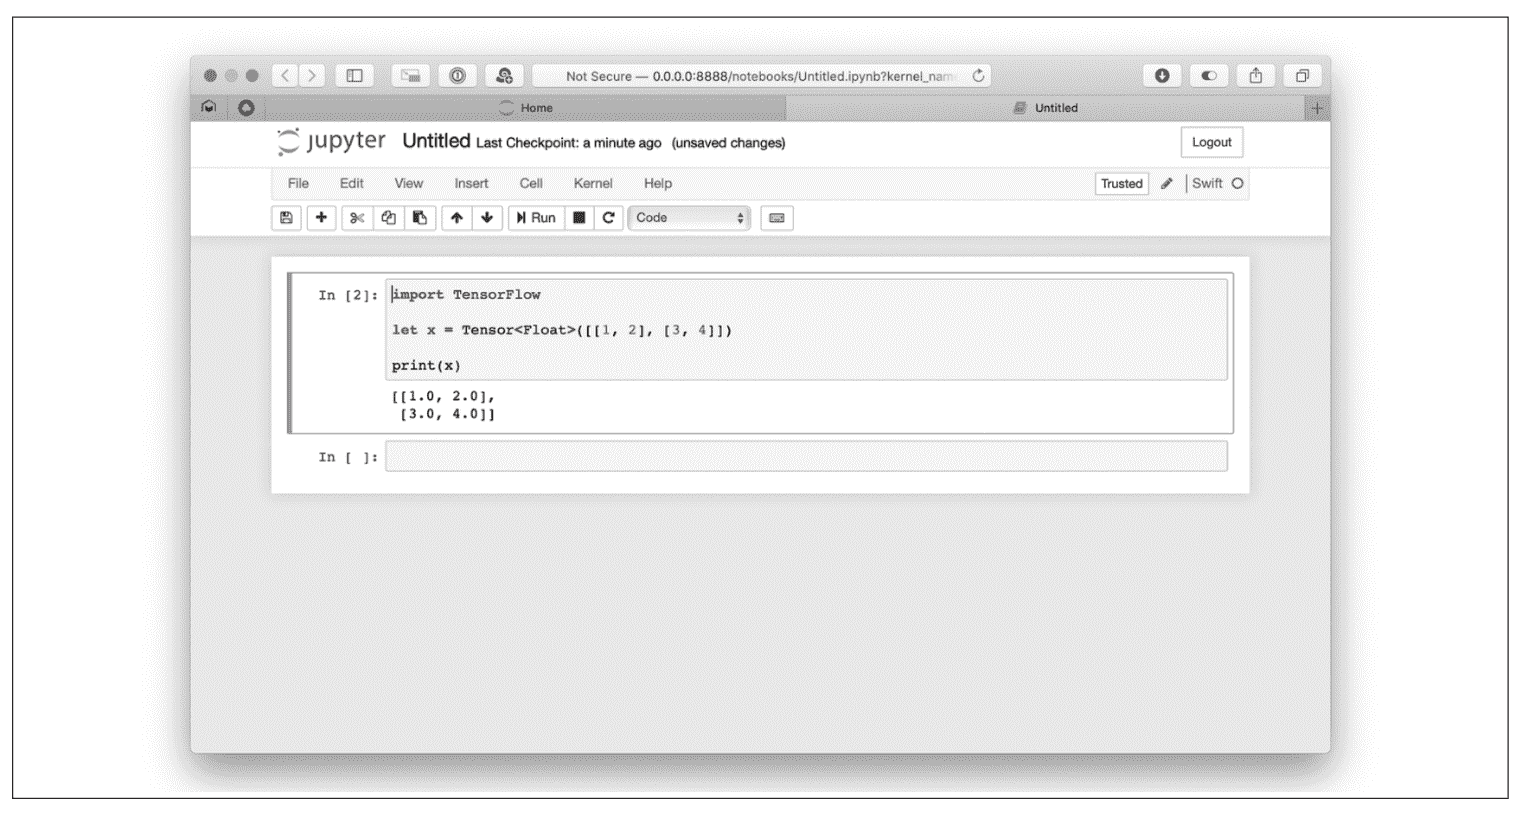 Not Secure — 0.0.0.0:8888/notebooks/Untitled.ipynb?kernel_nam
Home
Untitled
jupyter Untitled Last Checkpoint: a minute ago (unsaved changes)
Logout
File Edit View Insert Cell Kernel Help
Trusted
Swift
Run
Code
In [2]: import TensorFlow
let x = Tensor<Float>([[1, 2], [3, 4]])
print(x)
[[1.0, 2.0],
[3.0, 4.0]]
In [ ]: